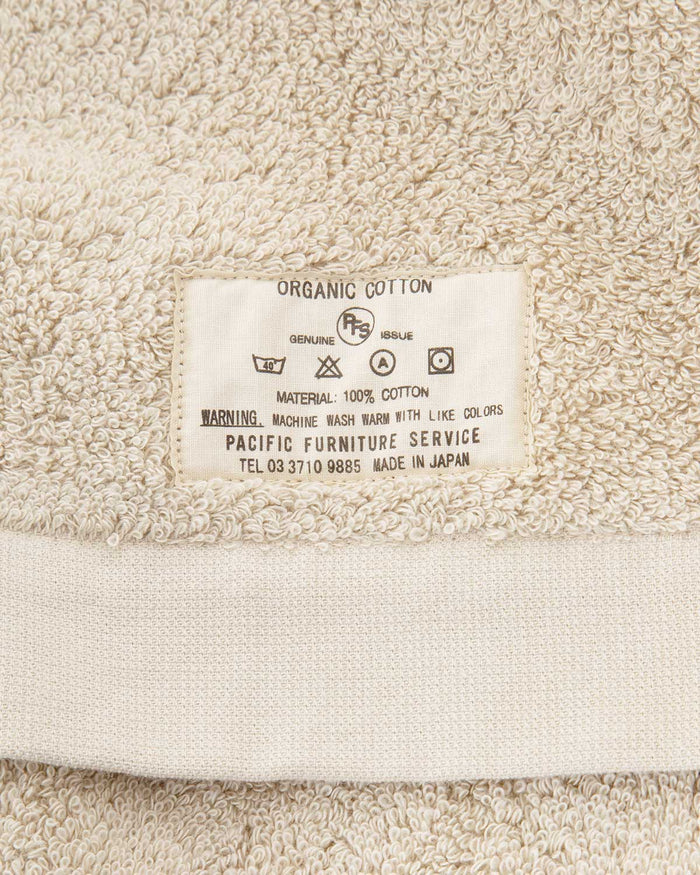 ORGANIC COTTON
GENUINE PFS ISSUE
40 A
MATERIAL: 100% COTTON
WARNING. MACHINE WASH WARM WITH LIKE COLORS
PACIFIC FURNITURE SERVICE
TEL 03 3710 9885 MADE IN JAPAN